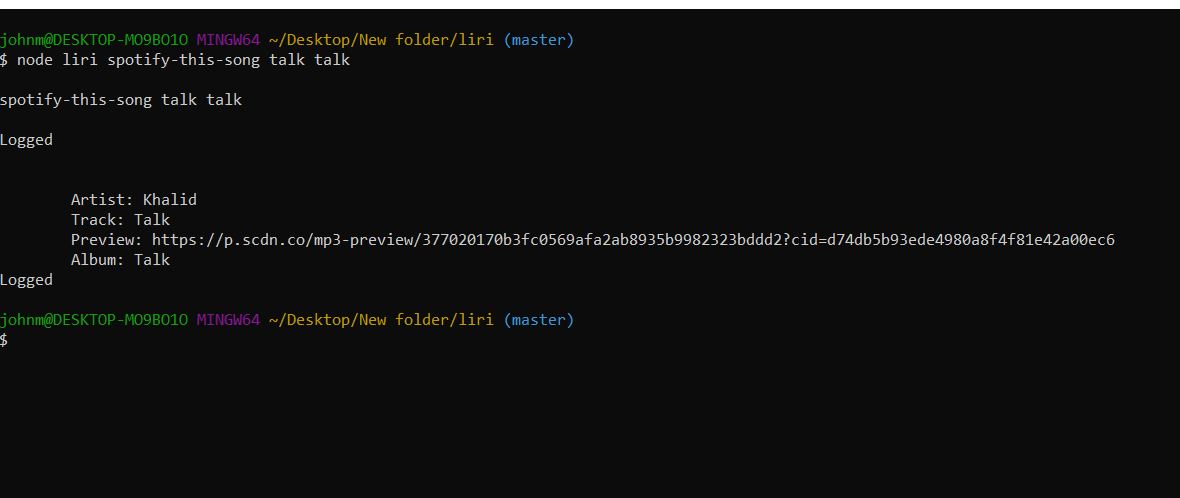 johnm@DESKTOP-MO9BO1O MINGW64 ~/Desktop/New folder/liri (master)
$ node liri spotify-this-song talk talk
spotify-this-song talk talk
Logged
Artist: Khalid
Track: Talk
Preview: https://p.scdn.co/mp3-preview/377020170b3fc0569afa2ab8935b9982323bddd2?cid=d74db5b93ede4980a8f4f81e42a00ec6
Album: Talk
Logged
johnm@DESKTOP-MO9BO1O MINGW64 ~/Desktop/New folder/liri (master)
$